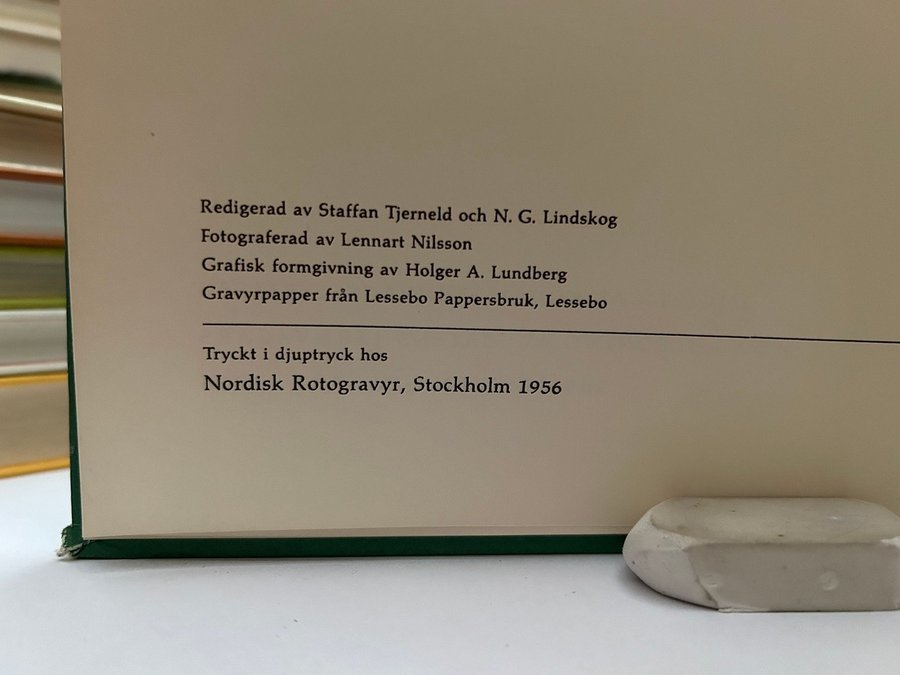 Redigerad av Staffan Tjerneld och N. G. Lindskog
Fotograferad av Lennart Nilsson
Grafisk formgivning av Holger A. Lundberg
Gravyrpapper från Lessebo Pappersbruk, Lessebo
Tryckt i djuptryck hos
Nordisk Rotogravyr, Stockholm 1956